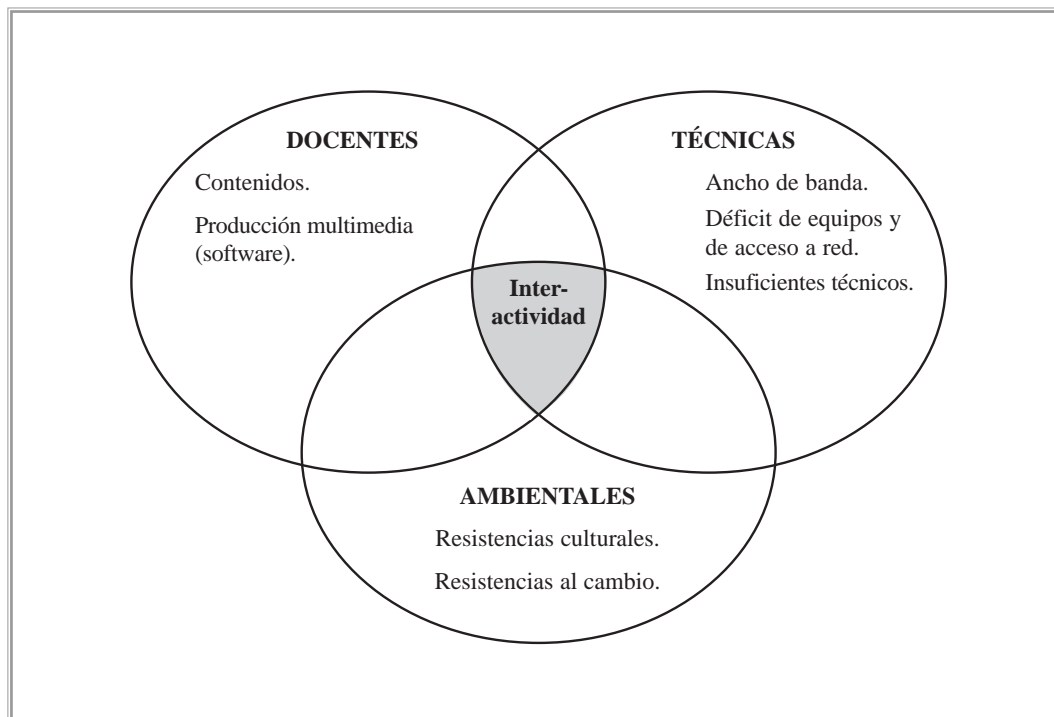 DOCENTES
Contenidos.
Producción multimedia
(software).
TÉCNICAS
Ancho de banda.
Déficit de equipos y
de acceso a red.
Insuficientes técnicos.
Inter-
actividad
AMBIENTALES
Resistencias culturales.
Resistencias al cambio.